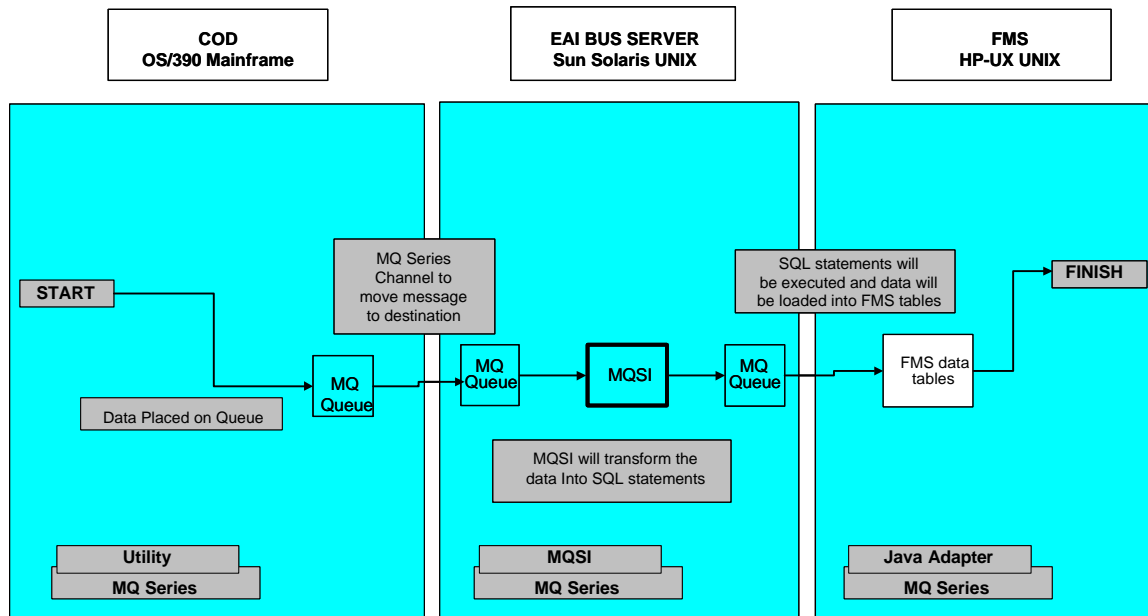 COD
OS/390 Mainframe
EAI BUS SERVER
Sun Solaris UNIX
FMS
HP-UX UNIX
START
MQ Series
Channel to
move message
to destination
SQL statements will
be executed and data will
be loaded into FMS tables
FINISH
MQ
Queue
MQ
Queue
MQSI
MQ
Queue
FMS data
tables
Data Placed on Queue
MQSI will transform the
data Into SQL statements
Utility
MQ Series
MQSI
MQ Series
Java Adapter
MQ Series